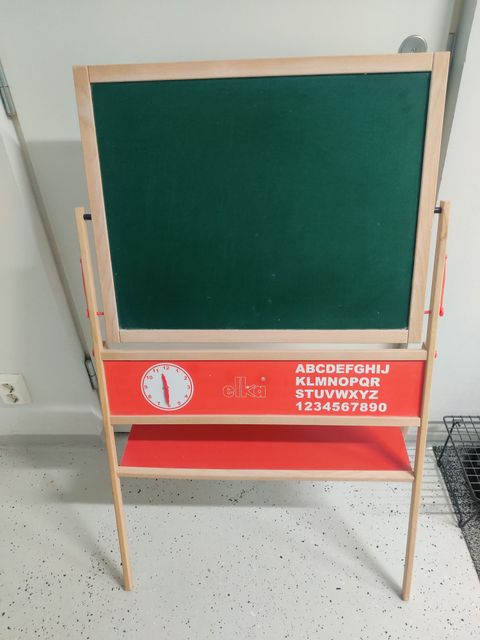 elka
ABCDEFGHIJ
KLMNOPQR
STUVWXYZ
1234567890